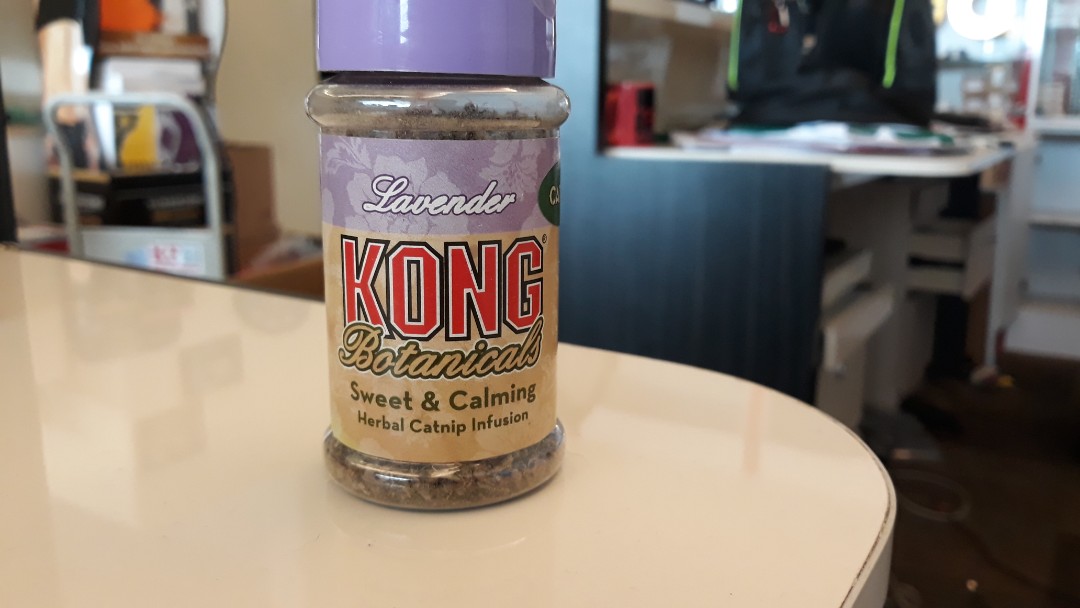 Lavender
KONG®
Botanicals
Sweet & Calming
Herbal Catnip Infusion